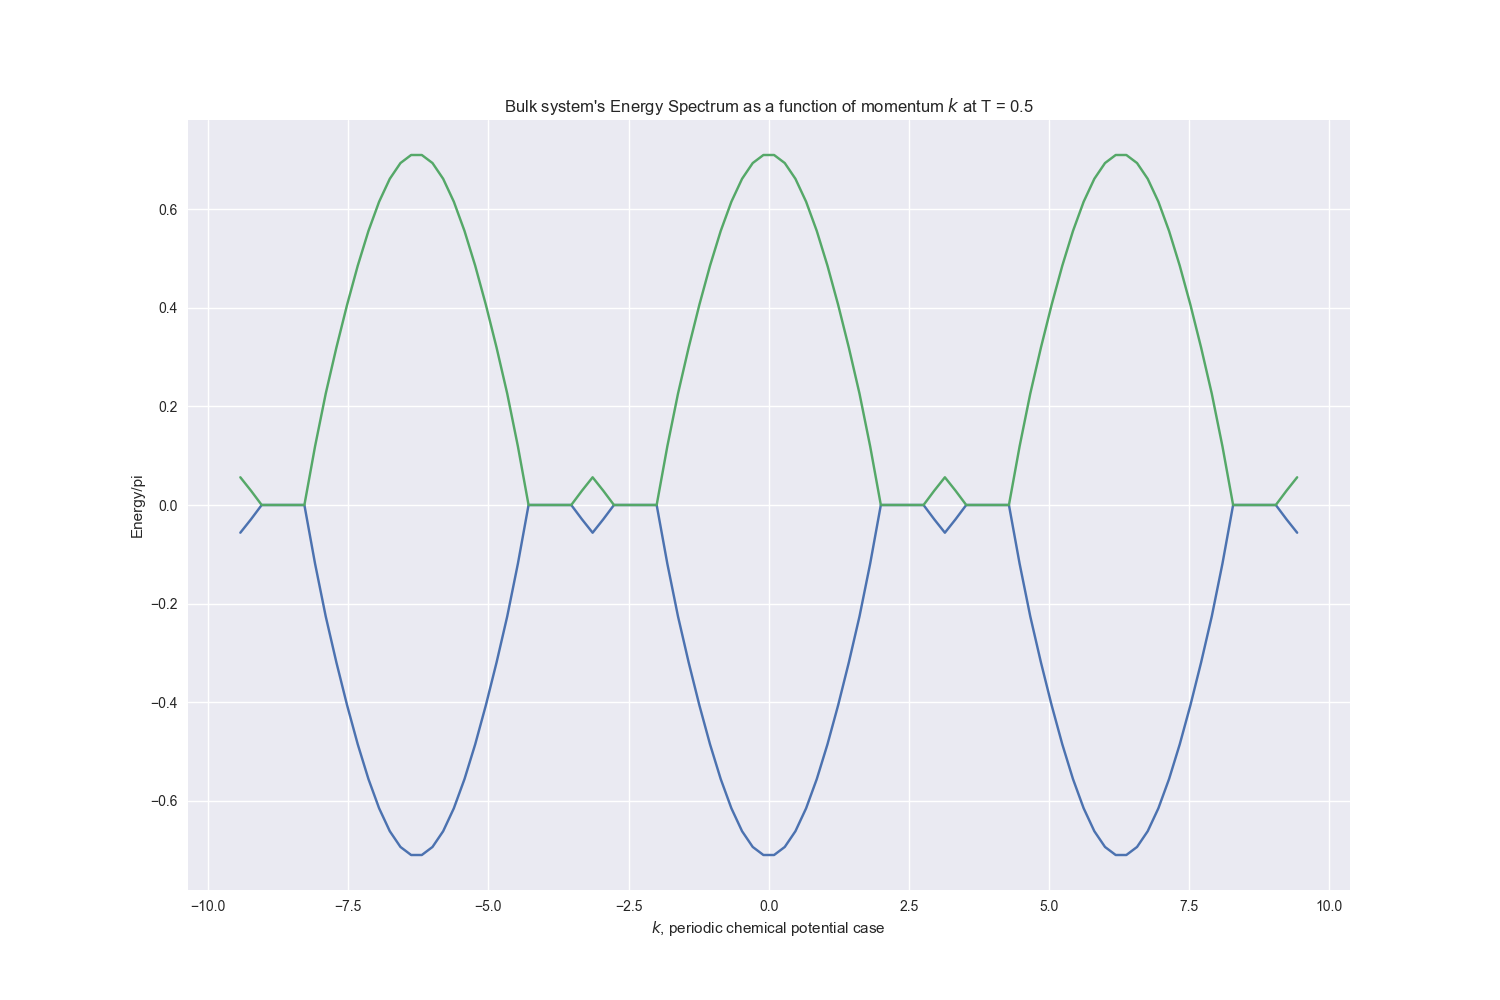 Bulk system's Energy Spectrum as a function of momentum k at T = 0.5
Energy/pi
0.6
0.4
0.2
0.0
−0.2
−0.4
−0.6
−10.0 −7.5 −5.0 −2.5 0.0 2.5 5.0 7.5 10.0
k, periodic chemical potential case